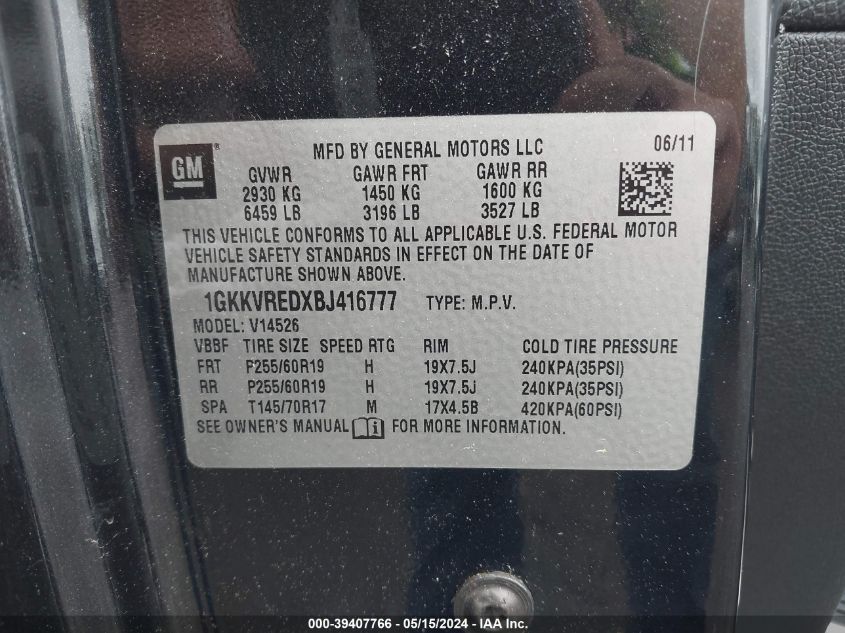 GM
MFD BY GENERAL MOTORS LLC 06/11
GVWR GAWR FRT GAWR RR
2930 KG 1450 KG 1600 KG
6459 LB 3196 LB 3527 LB
THIS VEHICLE CONFORMS TO ALL APPLICABLE U.S. FEDERAL MOTOR
VEHICLE SAFETY STANDARDS IN EFFECT ON THE DATE OF
MANUFACTURE SHOWN ABOVE.
1GKKVREDXBJ416777 TYPE: M.P.V.
MODEL: V14526
VBBF TIRE SIZE SPEED RTG RIM COLD TIRE PRESSURE
FRT P255/60R19 H 19X7.5J 240KPA(35PSI)
RR P255/60R19 H 19X7.5J 240KPA(35PSI)
SPA T145/70R17 M 17X4.5B 420KPA(60PSI)
SEE OWNER'S MANUAL FOR MORE INFORMATION.
000-39407766 - 05/15/2024 - IAA Inc.